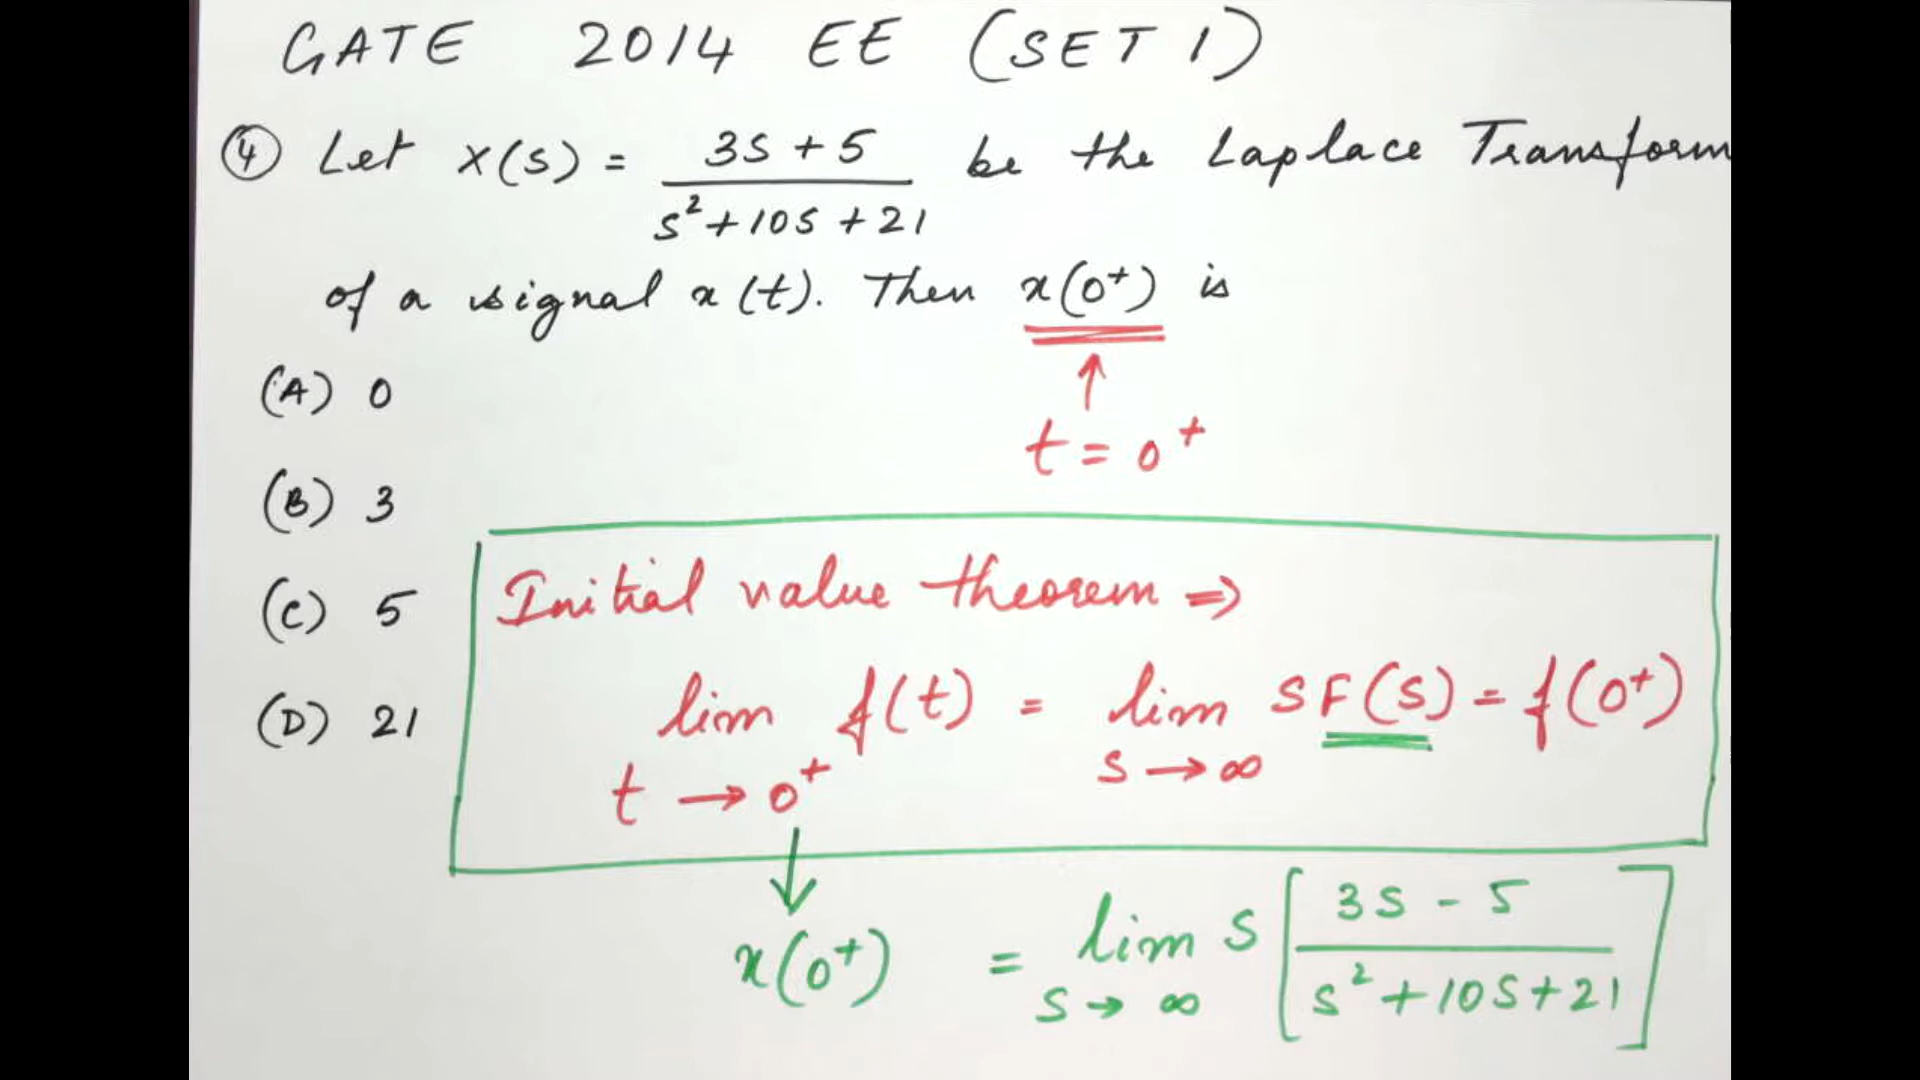 GATE 2014 EE (SET 1)
④ Let X(s) = 3s + 5 / s² + 10s + 21 be the Laplace Transform
of a signal x(t). Then x(0⁺) is
(A) 0
t = 0⁺
(B) 3
(C) 5
(D) 21
Initial value theorem ⇒
lim t → 0⁺ f(t) = lim s → ∞ S F(s) = f(0⁺)
x(0⁺) = lim s → ∞ s [3s - 5 / s² + 10s + 21]